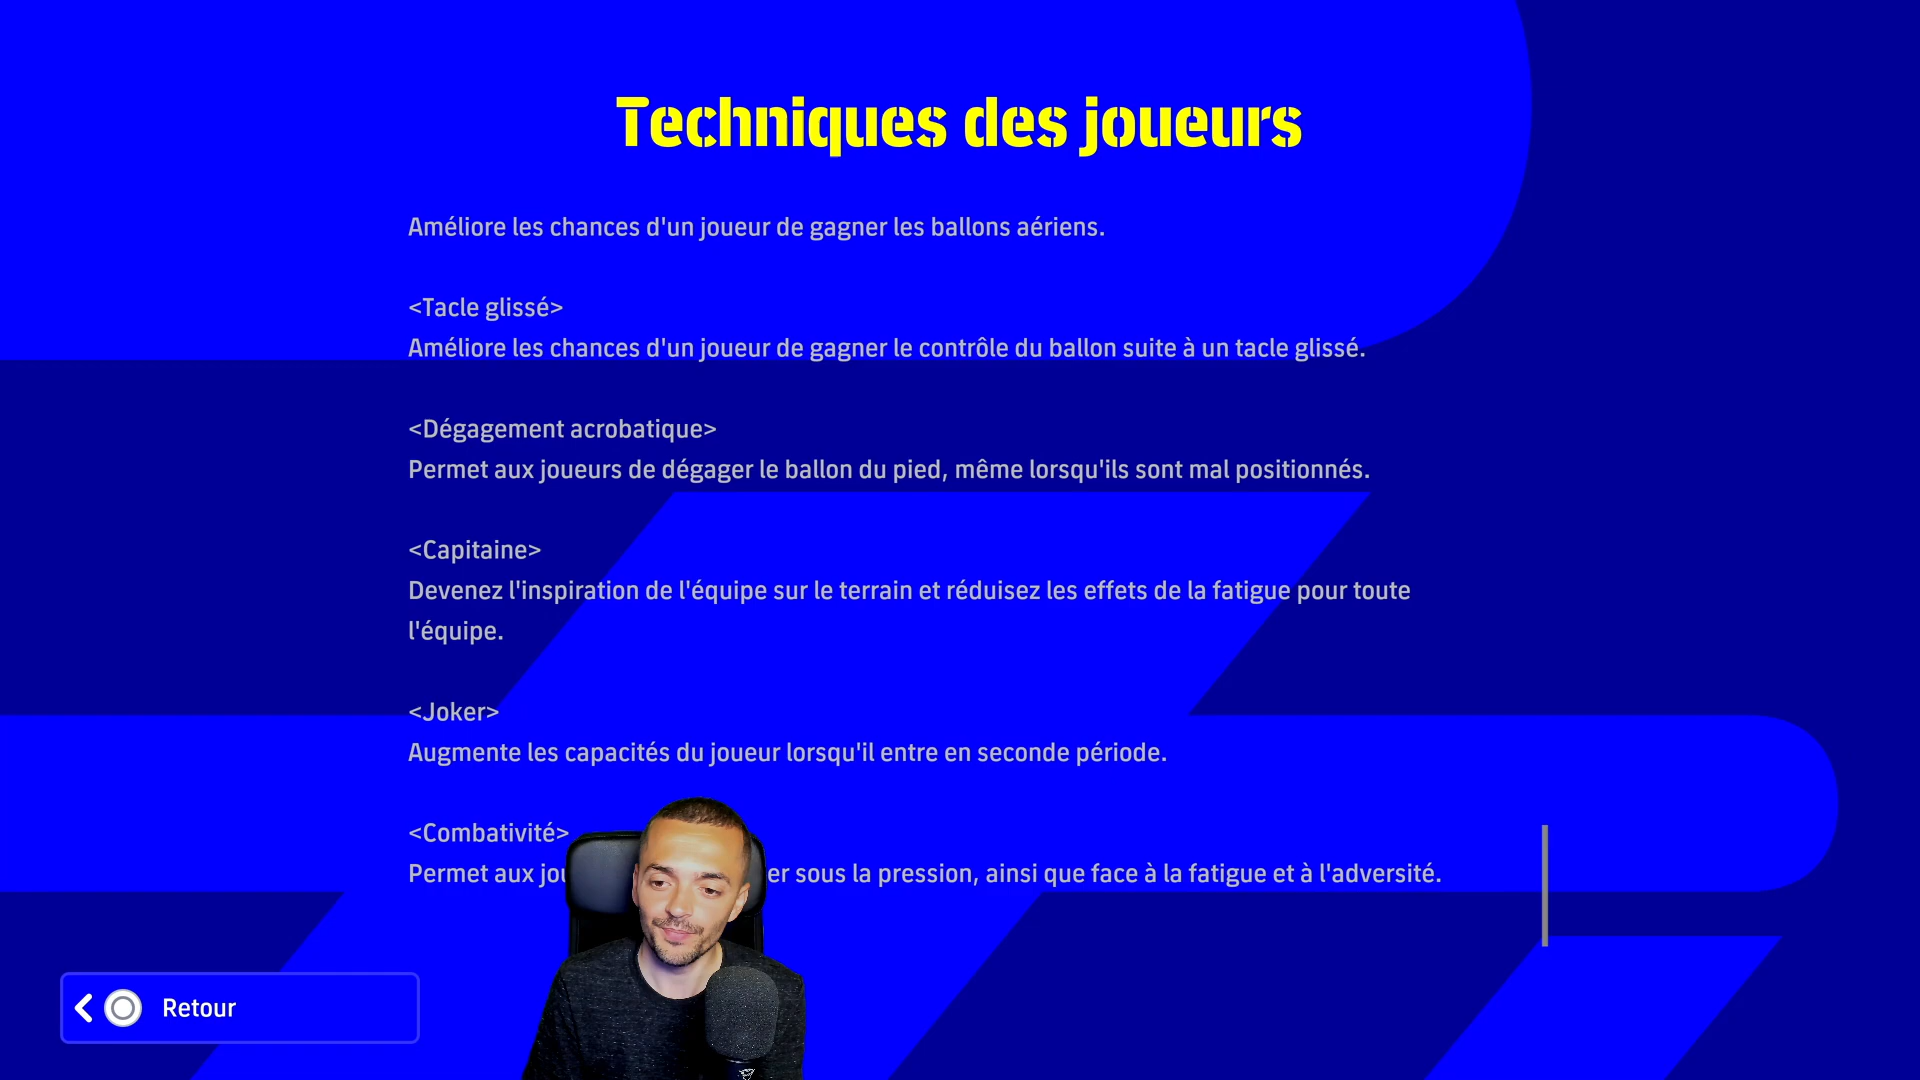 Techniques des joueurs
Améliore les chances d'un joueur de gagner les ballons aériens.
<Tacle glissé>
Améliore les chances d'un joueur de gagner le contrôle du ballon suite à un tacle glissé.
<Dégagement acrobatique>
Permet aux joueurs de dégager le ballon du pied, même lorsqu'ils sont mal positionnés.
<Capitaine>
Devenez l'inspiration de l'équipe sur le terrain et réduisez les effets de la fatigue pour toute
l'équipe.
<Joker>
Augmente les capacités du joueur lorsqu'il entre en seconde période.
<Combativité>
Permet aux sous la pression, ainsi que face à la fatigue et à l'adversité.
Retour